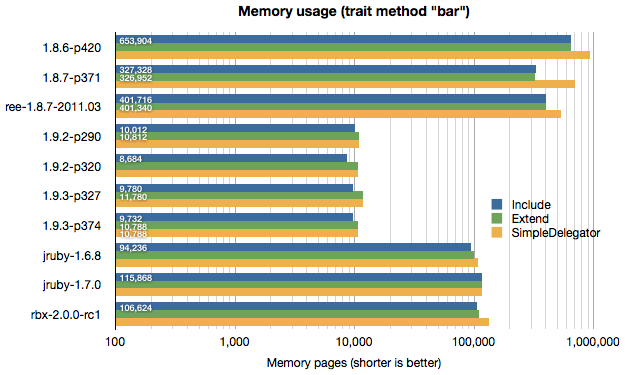 Memory usage (trait method "bar")
1.8.6-p420
653,904
1.8.7-p371
327,328
326,952
ree-1.8.7-2011.03
401,716
401,340
1.9.2-p290
10,012
10,812
1.9.2-p320
8,684
1.9.3-p327
9,780
11,780
1.9.3-p374
9,732
10,788
10,788
jruby-1.6.8
94,236
jruby-1.7.0
115,868
rbx-2.0.0-rc1
106,624
Include
Extend
SimpleDelegator
100
1,000
10,000
100,000
1,000,000
Memory pages (shorter is better)